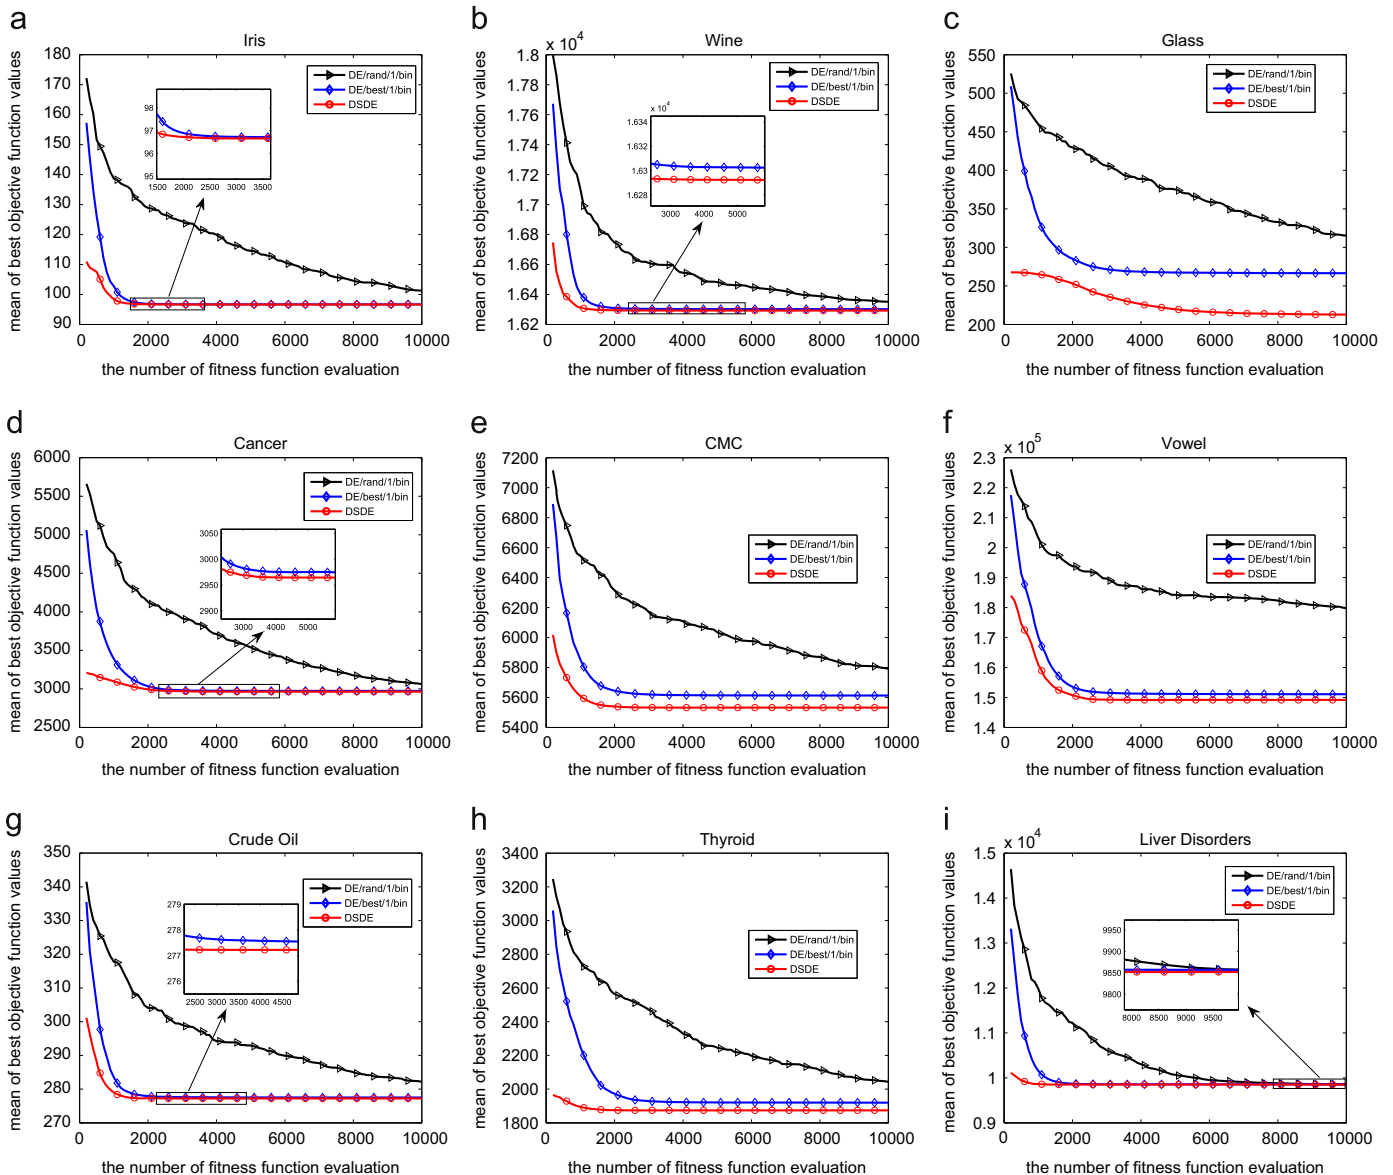 a
Iris
mean of best objective function values
180
170
160
150
140
130
120
110
100
90
DE/rand/1/bin
DE/best/1/bin
DSDE
98
97
96
95
1500 2000 2500 3000 3500
0 2000 4000 6000 8000 10000
the number of fitness function evaluation
b
Wine
x 10^4
mean of best objective function values
1.8
1.78
1.76
1.74
1.72
1.7
1.68
1.66
1.64
1.62
DE/rand/1/bin
DE/best/1/bin
DSDE
x 10^4
1.634
1.632
1.63
1.628
3000 4000 5000
0 2000 4000 6000 8000 10000
the number of fitness function evaluation
c
Glass
mean of best objective function values
550
500
450
400
350
300
250
200
DE/rand/1/bin
DE/best/1/bin
DSDE
0 2000 4000 6000 8000 10000
the number of fitness function evaluation
d
Cancer
mean of best objective function values
6000
5500
5000
4500
4000
3500
3000
2500
DE/rand/1/bin
DE/best/1/bin
DSDE
3050
3000
2950
2900
3000 4000 5000
0 2000 4000 6000 8000 10000
the number of fitness function evaluation
e
CMC
mean of best objective function values
7200
7000
6800
6600
6400
6200
6000
5800
5600
5400
DE/rand/1/bin
DE/best/1/bin
DSDE
0 2000 4000 6000 8000 10000
the number of fitness function evaluation
f
Vowel
x 10^5
mean of best objective function values
2.3
2.2
2.1
2
1.9
1.8
1.7
1.6
1.5
1.4
DE/rand/1/bin
DE/best/1/bin
DSDE
0 2000 4000 6000 8000 10000
the number of fitness function evaluation
g
Crude Oil
mean of best objective function values
350
340
330
320
310
300
290
280
270
DE/rand/1/bin
DE/best/1/bin
DSDE
279
278
277
276
2500 3000 3500 4000 4500
0 2000 4000 6000 8000 10000
the number of fitness function evaluation
h
Thyroid
mean of best objective function values
3400
3200
3000
2800
2600
2400
2200
2000
1800
DE/rand/1/bin
DE/best/1/bin
DSDE
0 2000 4000 6000 8000 10000
the number of fitness function evaluation
i
Liver Disorders
x 10^4
mean of best objective function values
1.5
1.4
1.3
1.2
1.1
1
0.9
DE/rand/1/bin
DE/best/1/bin
DSDE
9950
9900
9850
9800
8000 8500 9000 9500
0 2000 4000 6000 8000 10000
the number of fitness function evaluation